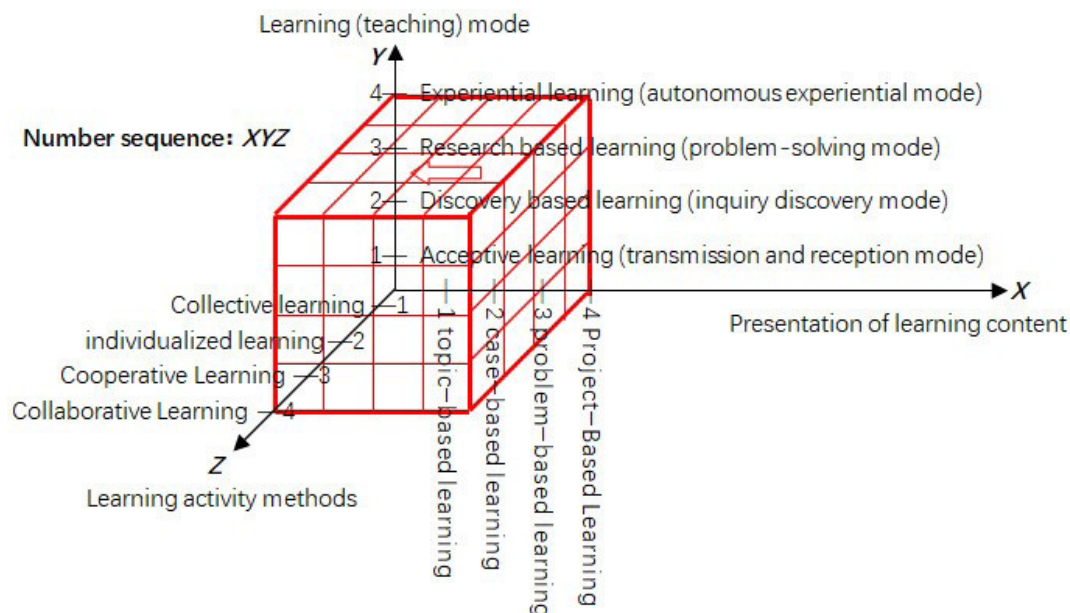 Learning (teaching) mode
Y
4 Experiential learning (autonomous experiential mode)
Number sequence: XYZ
3 Research based learning (problem-solving mode)
2 Discovery based learning (inquiry discovery mode)
1 Acceptive learning (transmission and reception mode)
X
Presentation of learning content
Collective learning 1
individualized learning 2
Cooperative Learning 3
Collaborative Learning 4
Z
Learning activity methods
1 topic-based learning
2 case-based learning
3 problem-based learning
4 Project-Based Learning